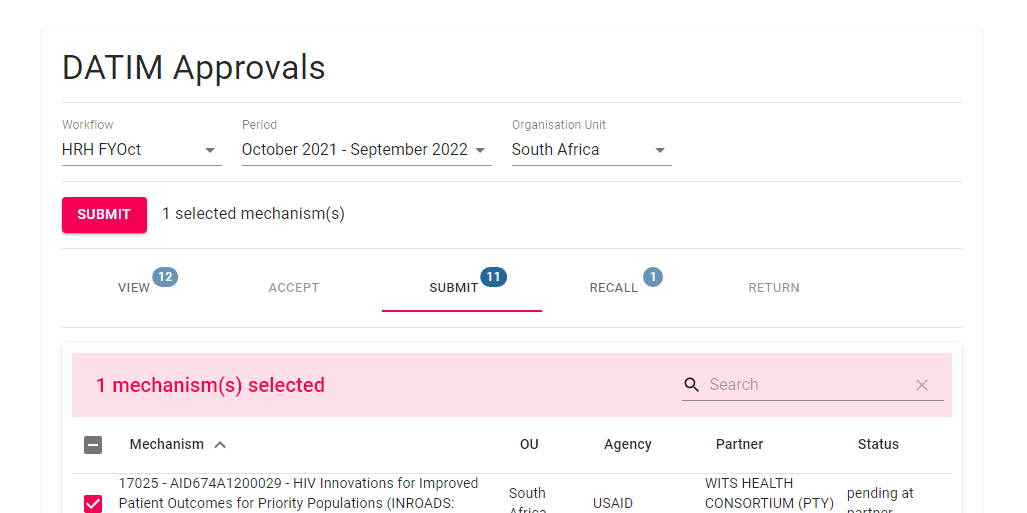 DATIM Approvals
Workflow
Period
Organisation Unit
HRH FYOct
October 2021 - September 2022
South Africa
SUBMIT
1 selected mechanism(s)
VIEW 12
ACCEPT
SUBMIT 11
RECALL 1
RETURN
1 mechanism(s) selected
Search
Mechanism
OU
Agency
Partner
Status
17025 - AID674A1200029 - HIV Innovations for Improved
Patient Outcomes for Priority Populations (INROADS:
South
Africa
USAID
WITS HEALTH
CONSORTIUM (PTY)
pending at
partner